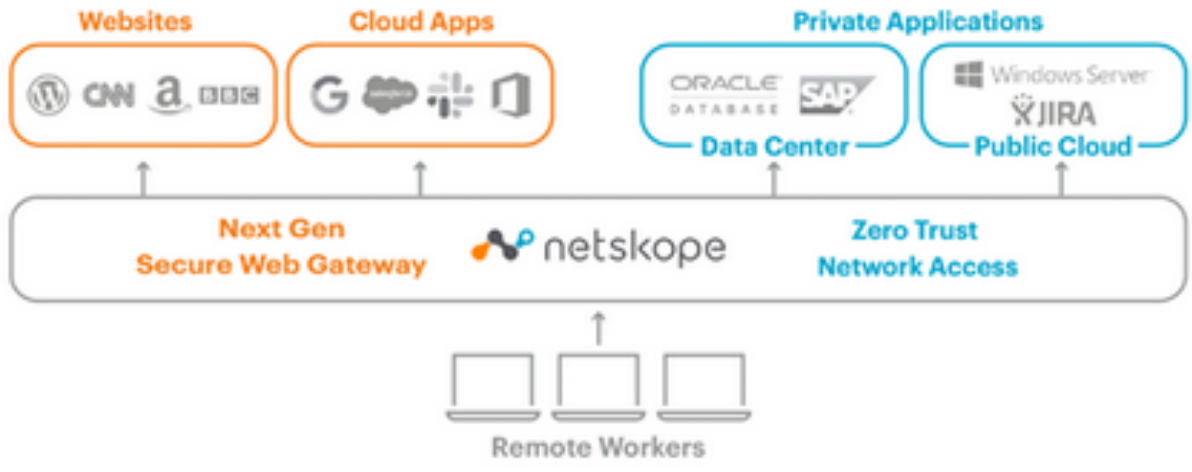 Websites
Cloud Apps
Private Applications
CNN
a
BBC
G
salesforce
ORACLE
DATABASE
SAP
Windows Server
JIRA
Data Center
Public Cloud
Next Gen
Secure Web Gateway
netskope
Zero Trust
Network Access
Remote Workers